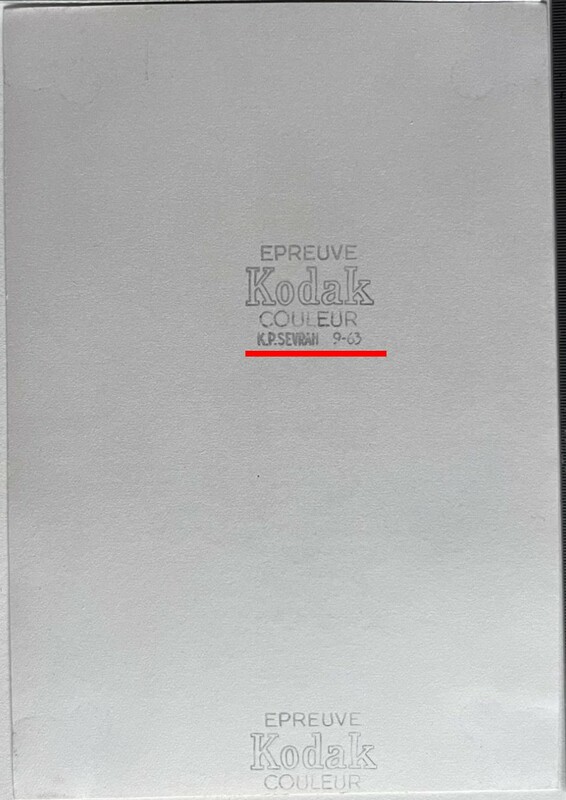 EPREUVE
Kodak
COULEUR
K.P. SEVRAN 9-63
EPREUVE
Kodak
COULEUR